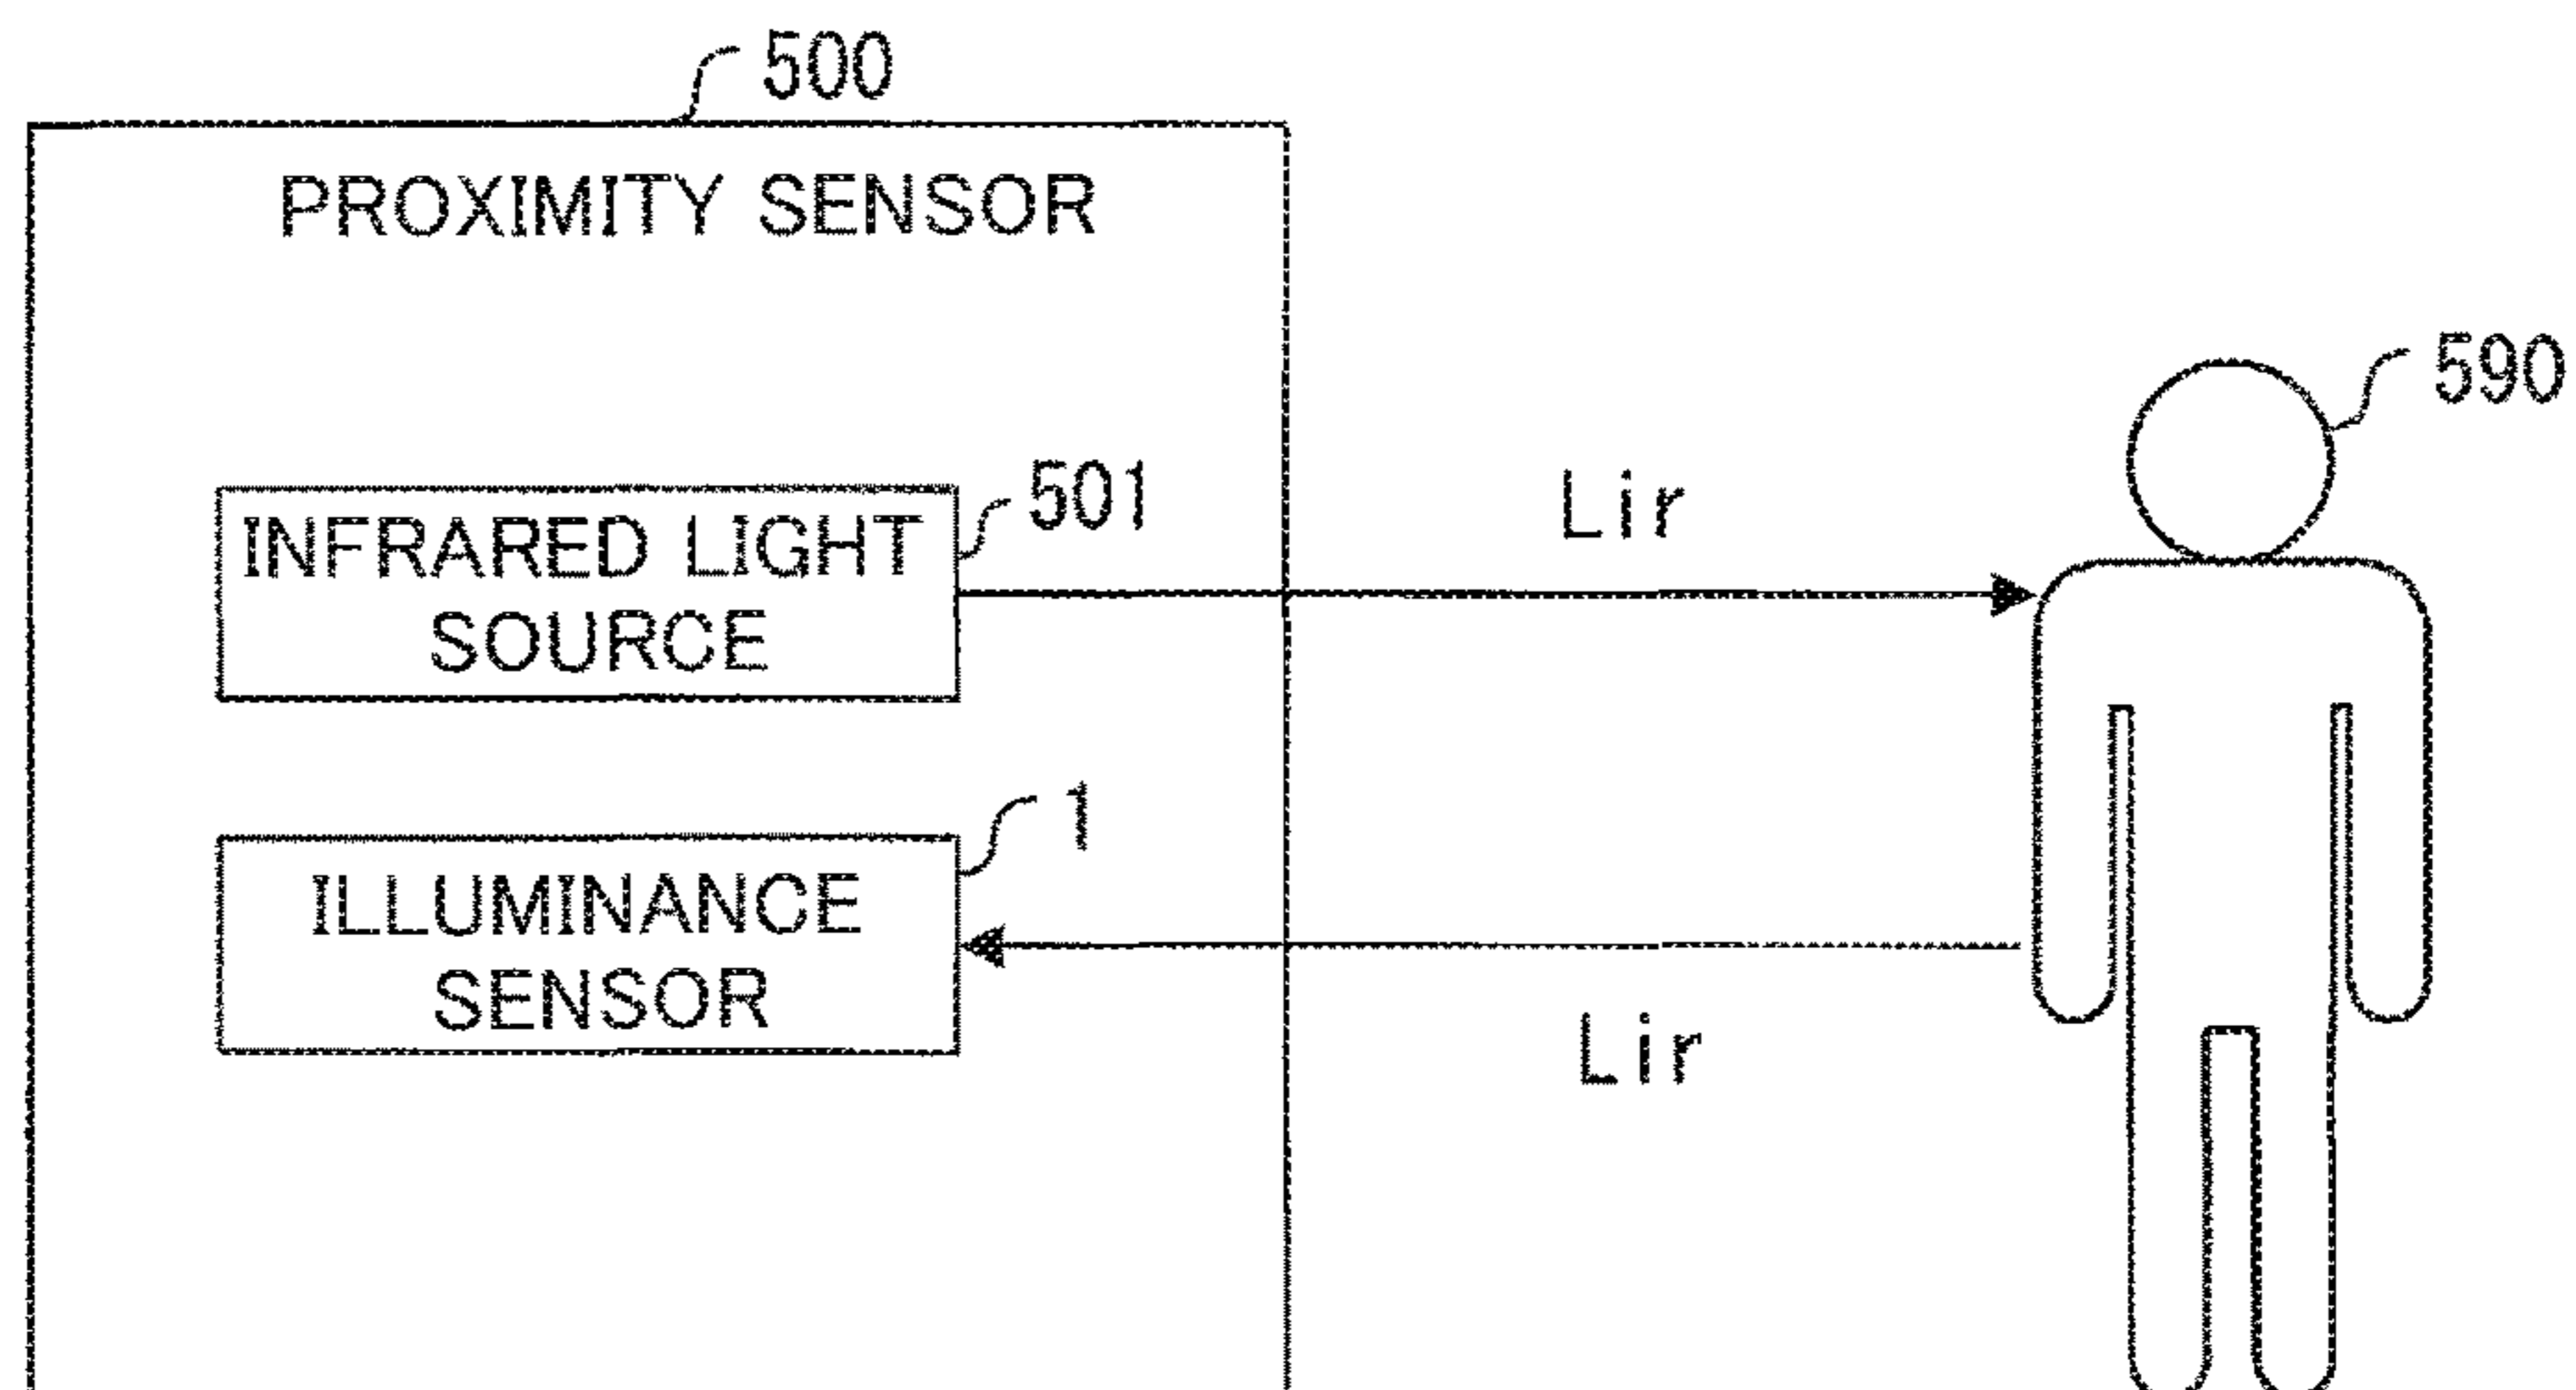 500
PROXIMITY SENSOR
590
501
Lir
INFRARED LIGHT
SOURCE
1
ILLUMINANCE
SENSOR
Lir